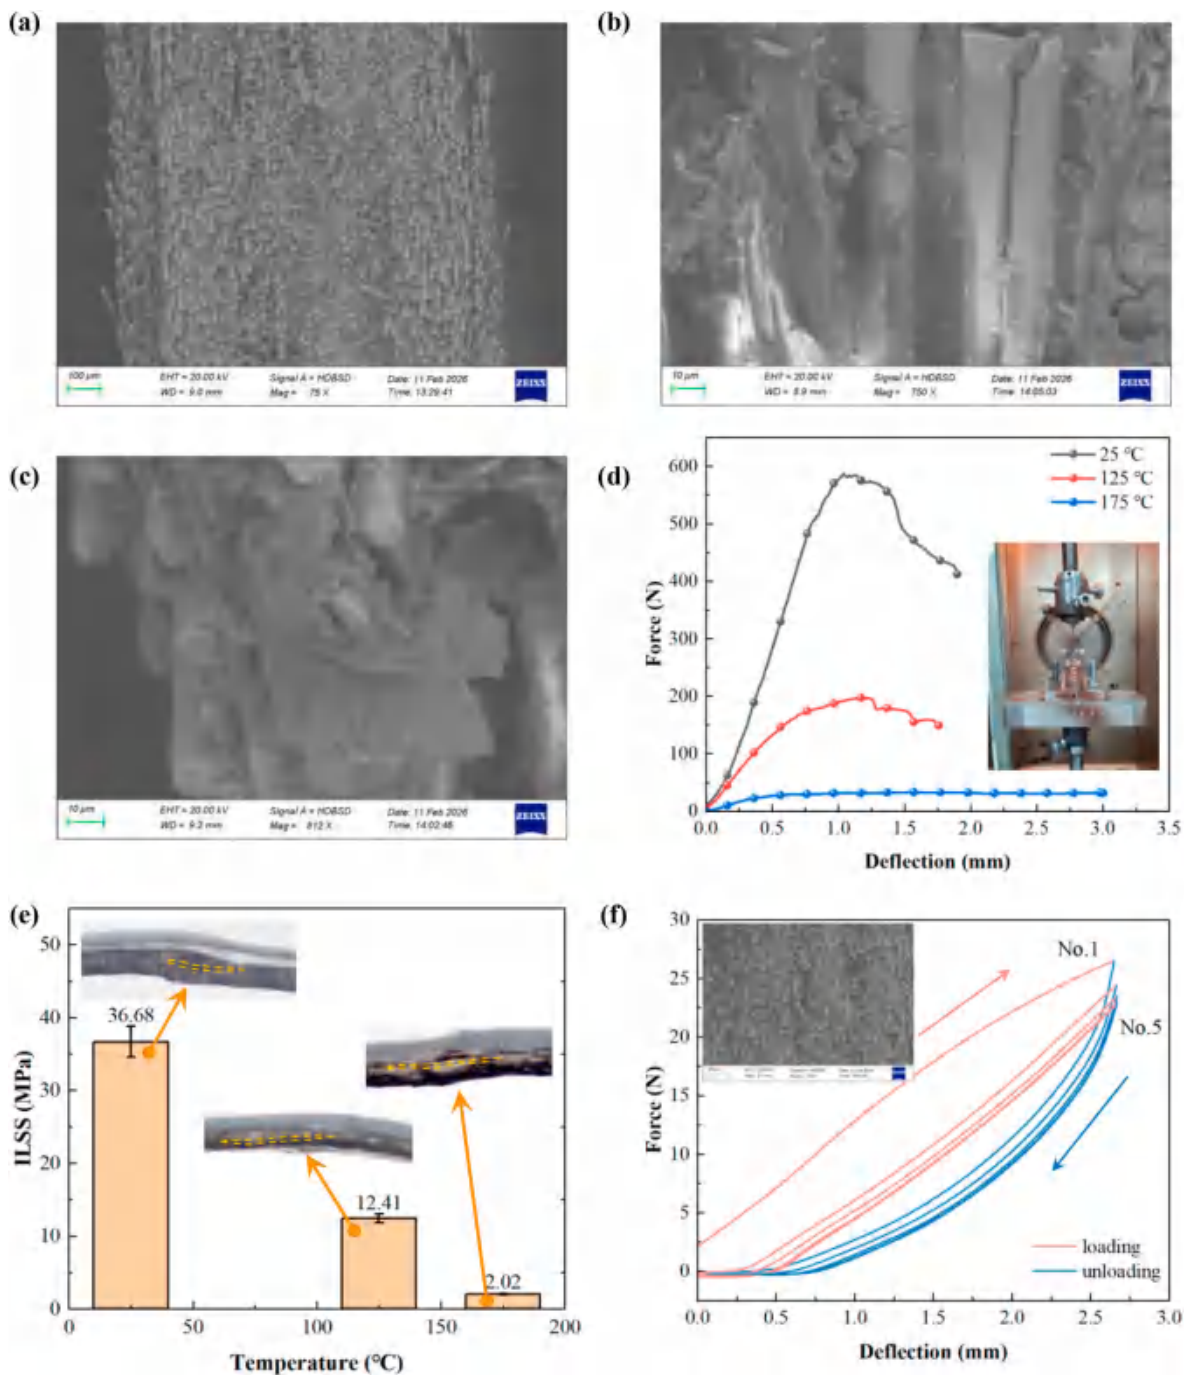 (a)
100 μm
EHT = 20.00 kV
WD = 9.0 mm
Signal A = HDBSD
Mag = 75 X
Date: 11 Feb 2026
Time: 13:29:41
ZEISS
(b)
10 μm
EHT = 20.00 kV
WD = 8.9 mm
Signal A = HDBSD
Mag = 750 X
Date: 11 Feb 2026
Time: 14:05:03
ZEISS
(c)
10 μm
EHT = 20.00 kV
WD = 9.2 mm
Signal A = HDBSD
Mag = 812 X
Date: 11 Feb 2026
Time: 14:02:46
ZEISS
(d)
25 °C
125 °C
175 °C
600
500
400
300
200
100
0
Force (N)
0.0 0.5 1.0 1.5 2.0 2.5 3.0 3.5
Deflection (mm)
(e)
50
40
30
20
10
0
ILSS (MPa)
36.68
12.41
2.02
0 50 100 150 200
Temperature (°C)
(f)
30
25
20
15
10
5
0
Force (N)
No.1
No.5
loading
unloading
0.0 0.5 1.0 1.5 2.0 2.5 3.0
Deflection (mm)